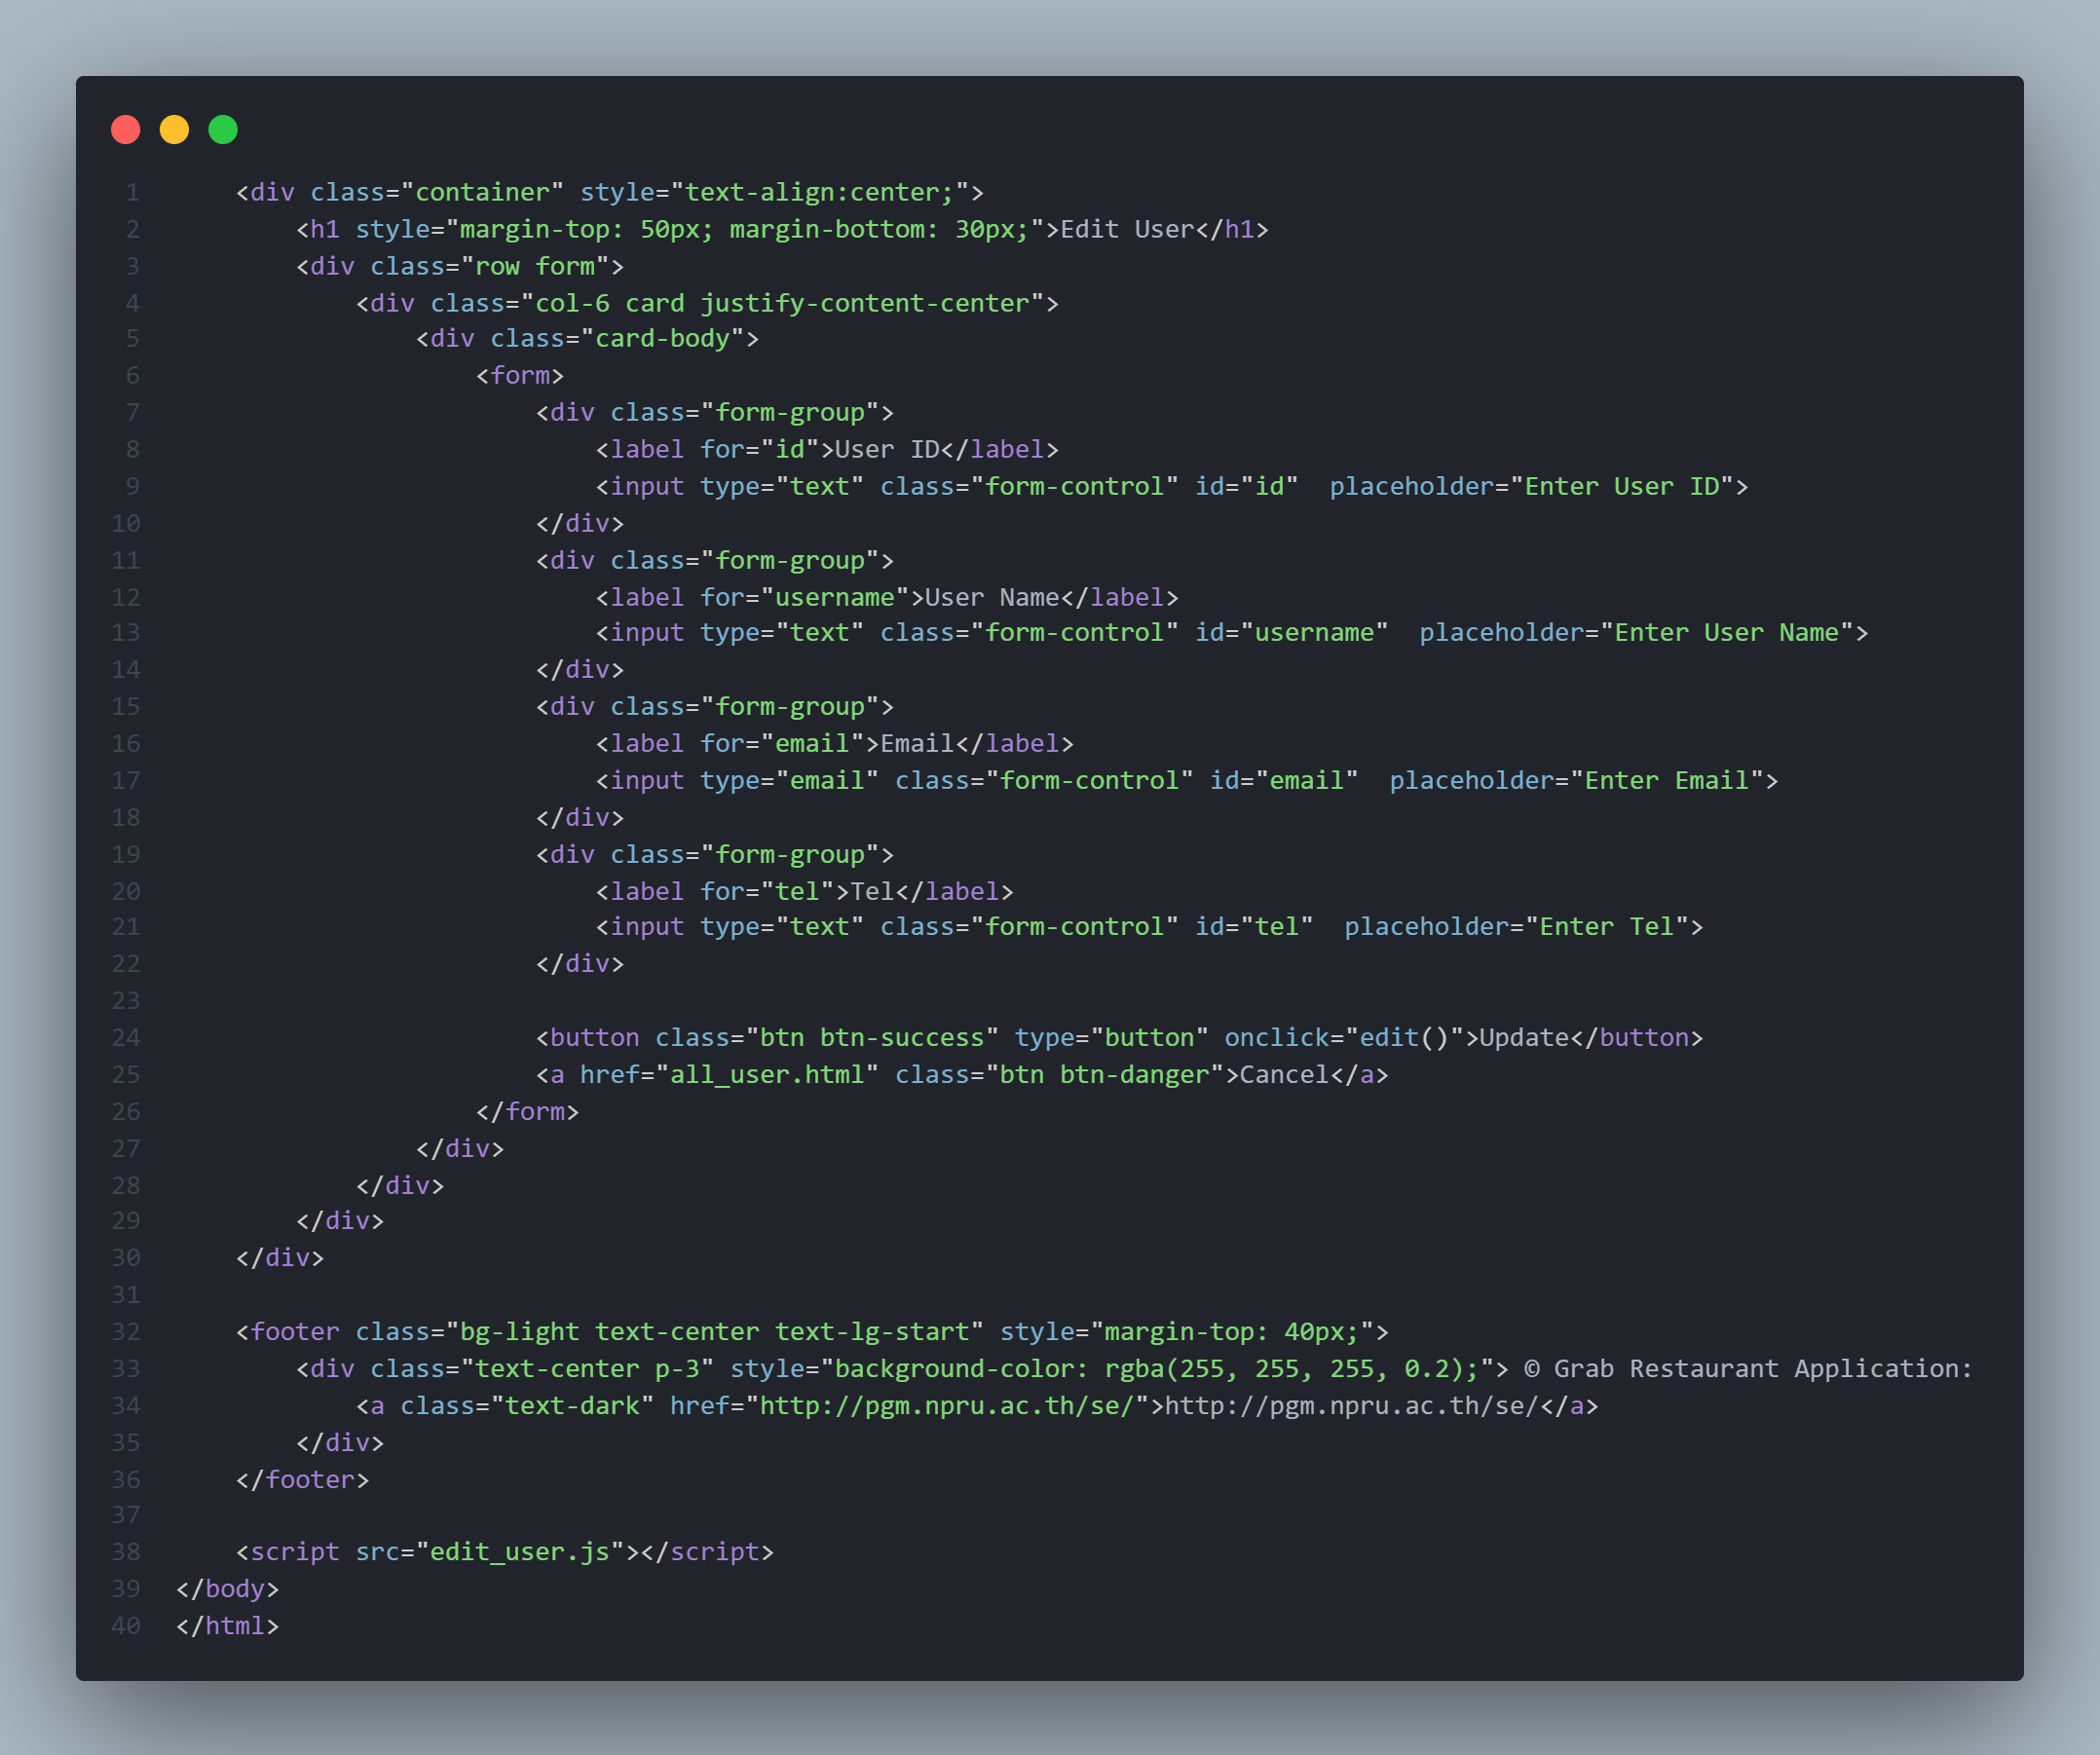 1    <div class="container" style="text-align:center;">
2        <h1 style="margin-top: 50px; margin-bottom: 30px;">Edit User</h1>
3        <div class="row form">
4            <div class="col-6 card justify-content-center">
5                <div class="card-body">
6                    <form>
7                        <div class="form-group">
8                            <label for="id">User ID</label>
9                            <input type="text" class="form-control" id="id"  placeholder="Enter User ID">
10                        </div>
11                        <div class="form-group">
12                            <label for="username">User Name</label>
13                            <input type="text" class="form-control" id="username"  placeholder="Enter User Name">
14                        </div>
15                        <div class="form-group">
16                            <label for="email">Email</label>
17                            <input type="email" class="form-control" id="email"  placeholder="Enter Email">
18                        </div>
19                        <div class="form-group">
20                            <label for="tel">Tel</label>
21                            <input type="text" class="form-control" id="tel"  placeholder="Enter Tel">
22                        </div>
23
24                        <button class="btn btn-success" type="button" onclick="edit()">Update</button>
25                        <a href="all_user.html" class="btn btn-danger">Cancel</a>
26                    </form>
27                </div>
28            </div>
29        </div>
30    </div>
31
32    <footer class="bg-light text-center text-lg-start" style="margin-top: 40px;">
33        <div class="text-center p-3" style="background-color: rgba(255, 255, 255, 0.2);"> © Grab Restaurant Application:
34            <a class="text-dark" href="http://pgm.npru.ac.th/se/">http://pgm.npru.ac.th/se/</a>
35        </div>
36    </footer>
37
38    <script src="edit_user.js"></script>
39</body>
40</html>